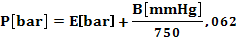 P[bar] = E[bar] + B[mmHg] / 750 ,062